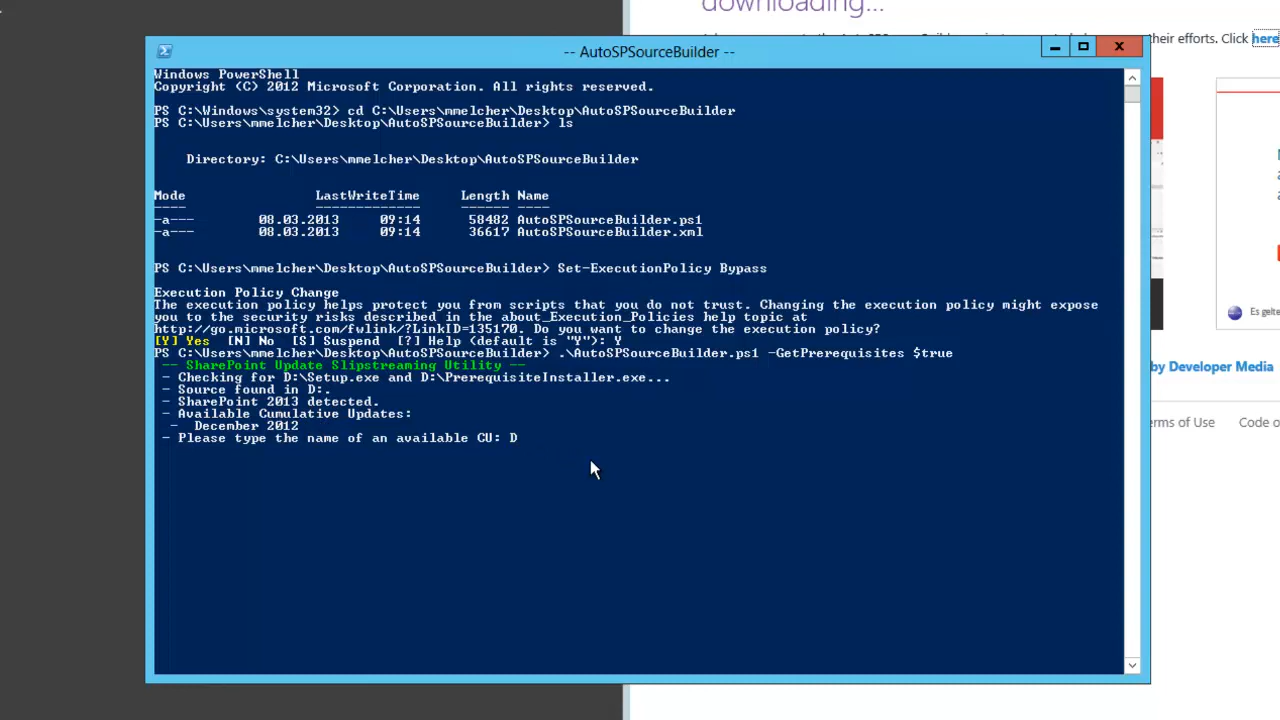 downloading...
their efforts. Click here
-- AutoSPSourceBuilder --
Windows PowerShell
Copyright (C) 2012 Microsoft Corporation. All rights reserved.
PS C:\Windows\system32> cd C:\Users\mmelcher\Desktop\AutoSPSourceBuilder
PS C:\Users\mmelcher\Desktop\AutoSPSourceBuilder> ls
Directory: C:\Users\mmelcher\Desktop\AutoSPSourceBuilder
Mode LastWriteTime Length Name
---- ------------- ------ ----
-a--- 08.03.2013 09:14 58482 AutoSPSourceBuilder.ps1
-a--- 08.03.2013 09:14 36617 AutoSPSourceBuilder.xml
PS C:\Users\mmelcher\Desktop\AutoSPSourceBuilder> Set-ExecutionPolicy Bypass
Execution Policy Change
The execution policy helps protect you from scripts that you do not trust. Changing the execution policy might expose
you to the security risks described in the about_Execution_Policies help topic at
http://go.microsoft.com/fwlink/?LinkID=135170. Do you want to change the execution policy?
[Y] Yes [N] No [S] Suspend [?] Help (default is "Y"): Y
PS C:\Users\mmelcher\Desktop\AutoSPSourceBuilder> .\AutoSPSourceBuilder.ps1 -GetPrerequisites $true
-- SharePoint Update Slipstreaming Utility --
- Checking for D:\Setup.exe and D:\PrerequisiteInstaller.exe...
- Source found in D:.
- SharePoint 2013 detected.
- Available Cumulative Updates:
- December 2012
- Please type the name of an available CU: D
Es gelte
by Developer Media
erms of Use Code o